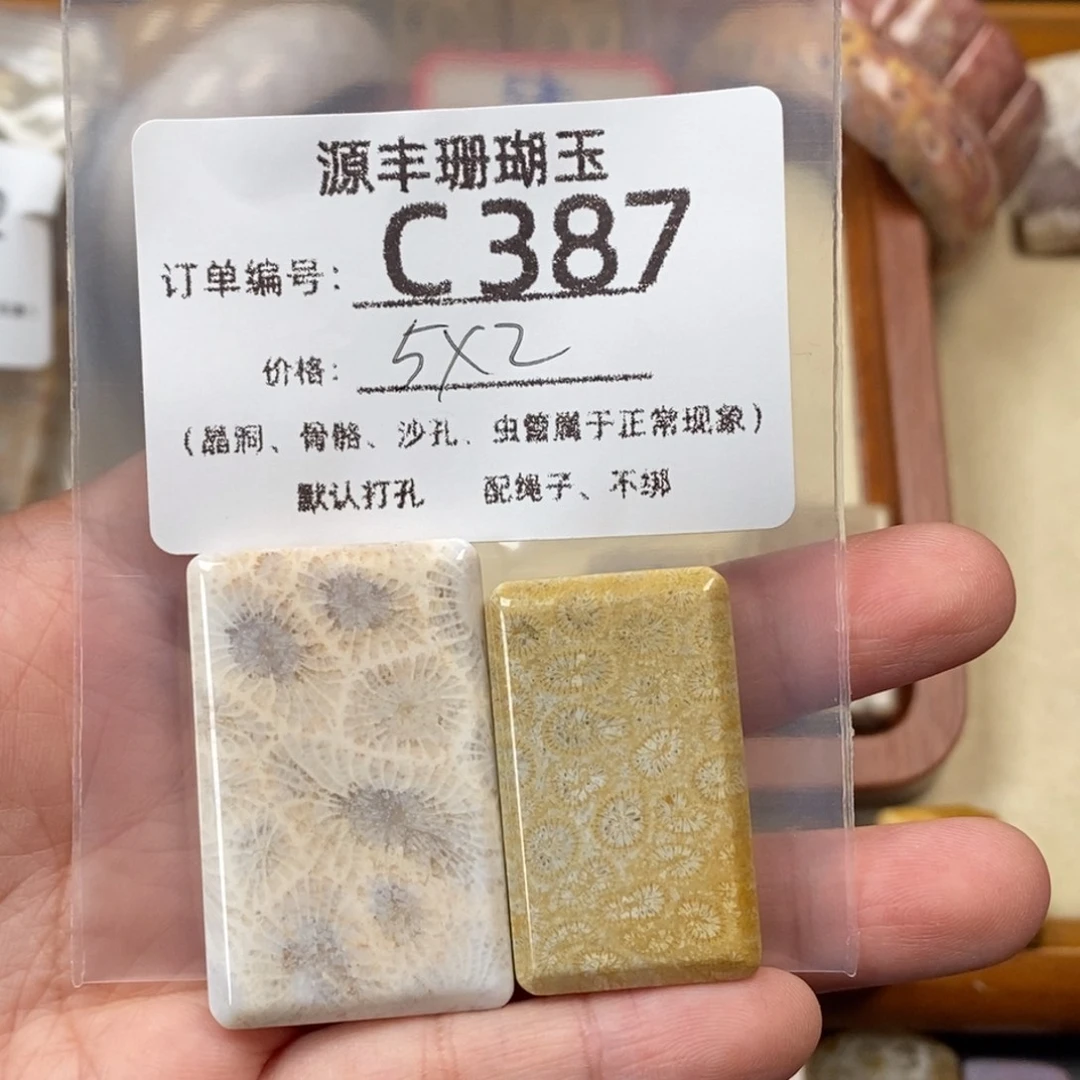 源丰珊瑚玉
订单编号: C387
价格: 5X2
(晶洞、骨骼、沙孔、虫管属于正常现象)
默认打孔 配绳子、不绑